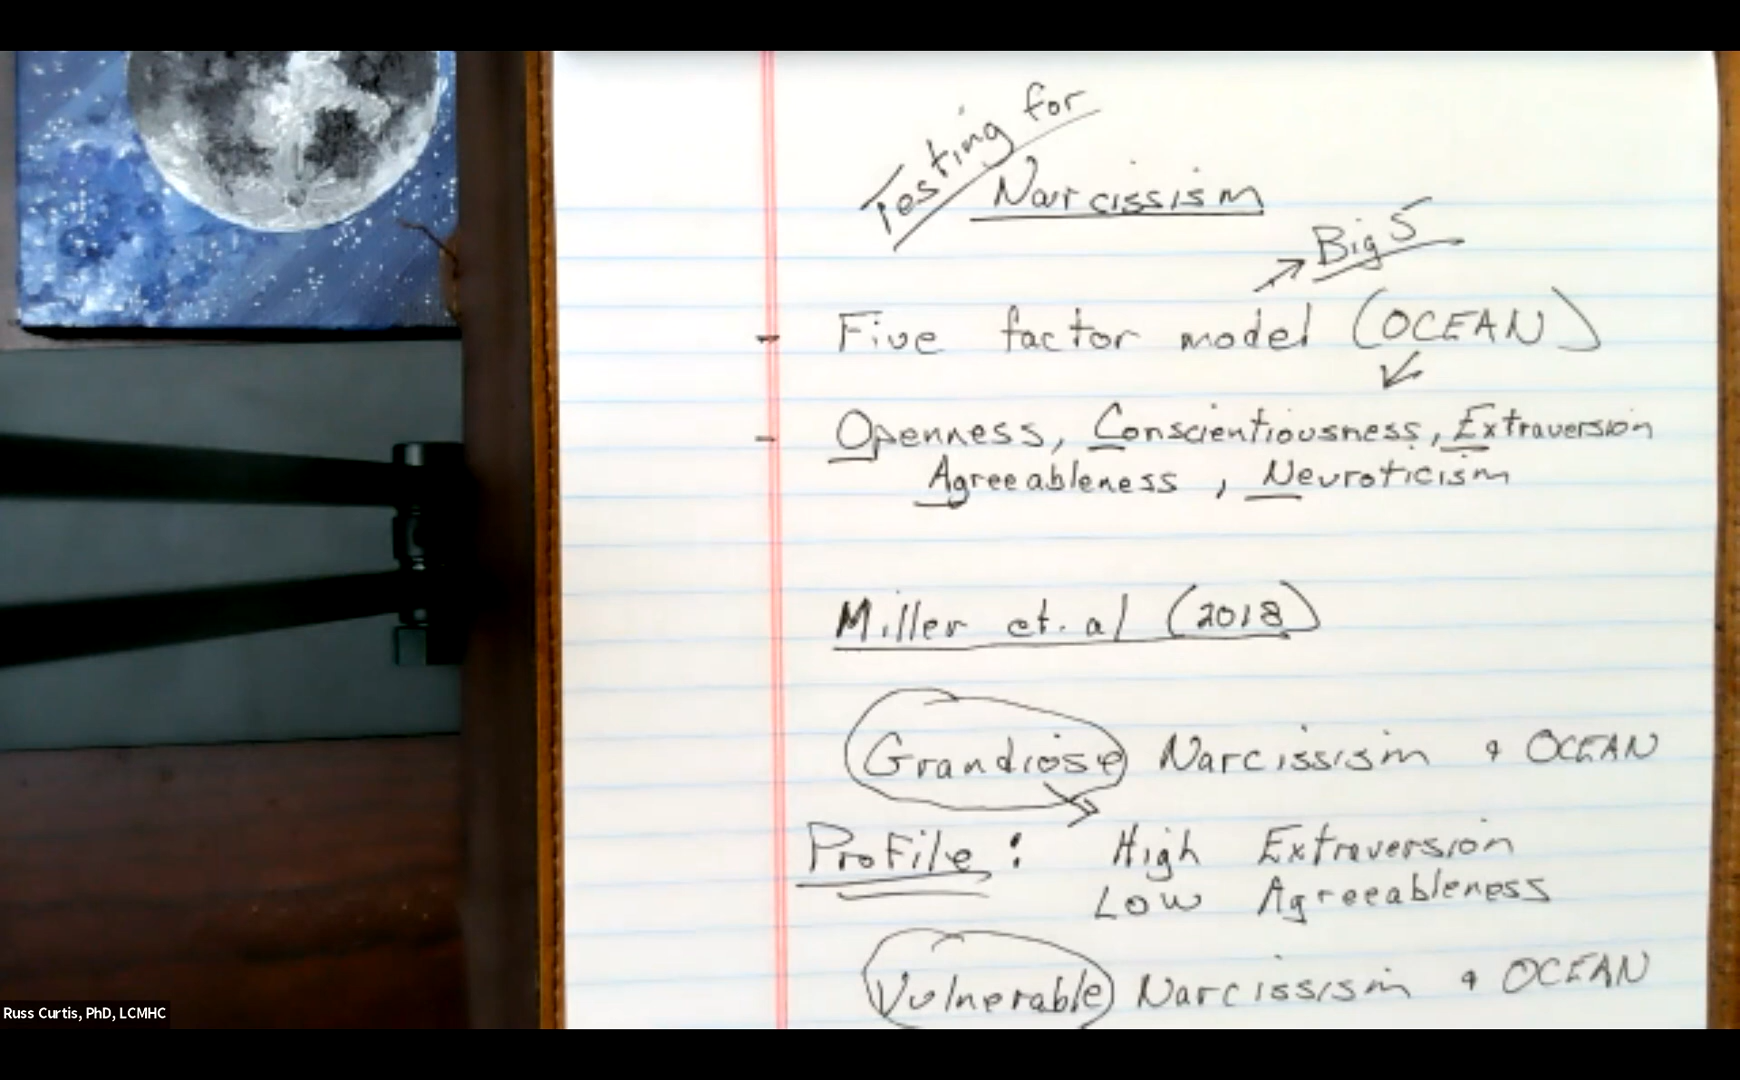 Testing for
Narcissism
→ Big 5
- Five factor model (OCEAN)
- Openness, Conscientiousness, Extraversion
Agreeableness, Neuroticism
Miller et. al (2018)
Grandiose Narcissism & OCEAN
Profile: High Extraversion
Low Agreeableness
Vulnerable Narcissism & OCEAN
Russ Curtis, PhD, LCMHC